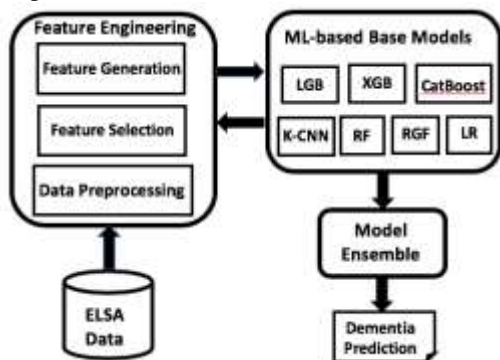 Feature Engineering
Feature Generation
Feature Selection
Data Preprocessing
ELSA
Data
ML-based Base Models
LGB
XGB
CatBoost
K-CNN
RF
RGF
LR
Model
Ensemble
Dementia
Prediction